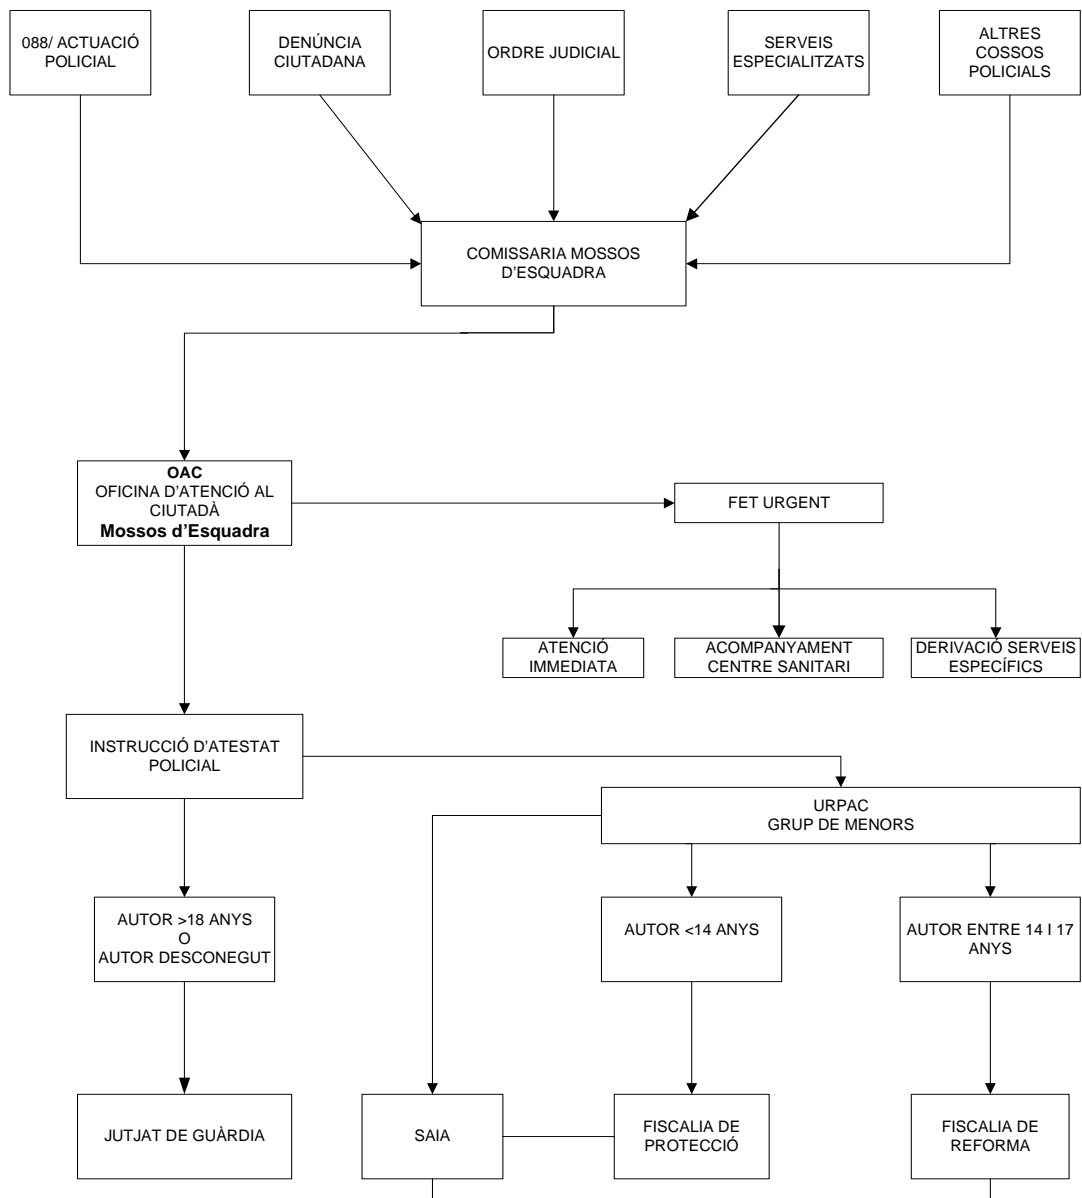 088/ ACTUACIÓ
POLICIAL
DENÚNCIA
CIUTADANA
ORDRE JUDICIAL
SERVEIS
ESPECIALITZATS
ALTRES
COSSOS
POLICIALS
COMISSARIA MOSSOS
D'ESQUADRA
OAC
OFICINA D'ATENCIÓ AL
CIUTADÀ
Mossos d'Esquadra
FET URGENT
ATENCIÓ
IMMEDIATA
ACOMPANYAMENT
CENTRE SANITARI
DERIVACIÓ SERVEIS
ESPECÍFICS
INSTRUCCIÓ D'ATESTAT
POLICIAL
URPAC
GRUP DE MENORS
AUTOR >18 ANYS
O
AUTOR DESCONEGUT
AUTOR <14 ANYS
AUTOR ENTRE 14 I 17
ANYS
JUTJAT DE GUÀRDIA
SAIA
FISCALIA DE
PROTECCIÓ
FISCALIA DE
REFORMA